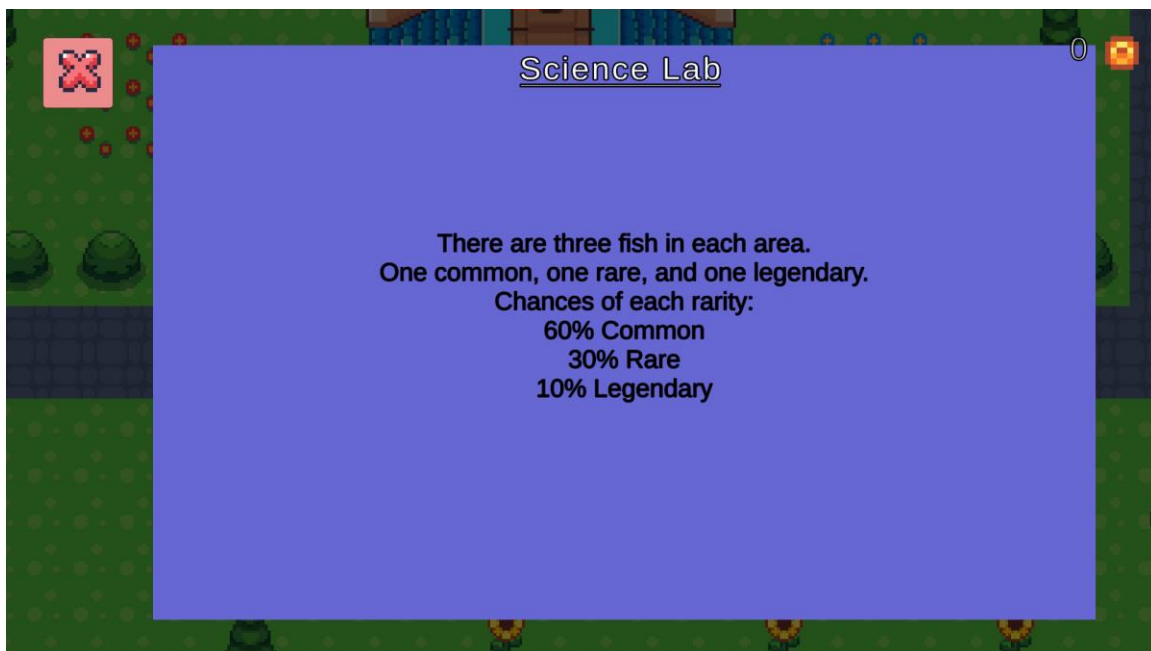 Science Lab
0
There are three fish in each area.
One common, one rare, and one legendary.
Chances of each rarity:
60% Common
30% Rare
10% Legendary